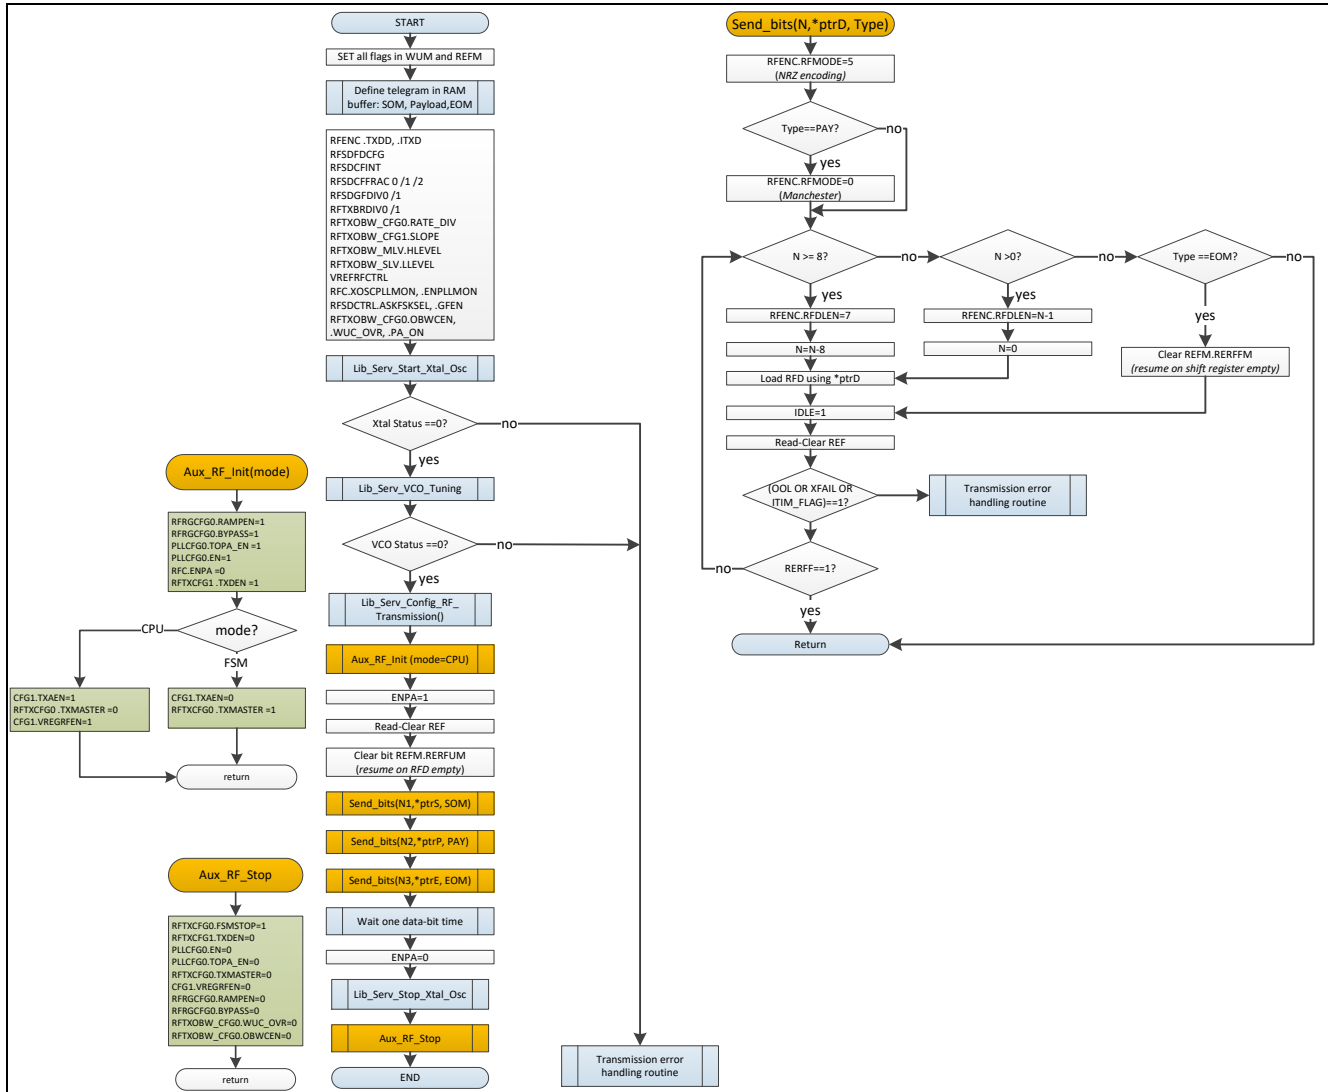 START
SET all flags in WUM and REFM
Define telegram in RAM
buffer: SOM, Payload,EOM
RFENC .TXDD, .ITXD
RFSDFDCFG
RFSDCFINT
RFSDCFFRAC 0 /1 /2
RFSDGFDIV0 /1
RFTXBRDIV0 /1
RFTXOBW_CFG0.RATE_DIV
RFTXOBW_CFG1.SLOPE
RFTXOBW_MLV.HLEVEL
RFTXOBW_SLV.LLEVEL
VREFRFCTRL
RFC.XOSCPLLMON, .ENPLLMON
RFSDCTRL.ASKFSKSEL, .GFEN
RFTXOBW_CFG0.OBWCEN,
.WUC_OVR, .PA_ON
Lib_Serv_Start_Xtal_Osc
Xtal Status ==0?
no
yes
Lib_Serv_VCO_Tuning
VCO Status ==0?
no
yes
Lib_Serv_Config_RF_
Transmission()
Aux_RF_Init (mode=CPU)
ENPA=1
Read-Clear REF
Clear bit REFM.RERFUM
(resume on RFD empty)
Send_bits(N1,*ptrS, SOM)
Send_bits(N2,*ptrP, PAY)
Send_bits(N3,*ptrE, EOM)
Wait one data-bit time
ENPA=0
Lib_Serv_Stop_Xtal_Osc
Aux_RF_Stop
END
Transmission error
handling routine
Aux_RF_Init(mode)
RFRGCFG0.RAMPEN=1
RFRGCFG0.BYPASS=1
PLLCFG0.TOPA_EN =1
PLLCFG0.EN=1
RFC.ENPA =0
RFTXCFG1 .TXDEN =1
mode?
CPU
FSM
CFG1.TXAEN=1
RFTXCFG0 .TXMASTER =0
CFG1.VREGRFEN=1
CFG1.TXAEN=0
RFTXCFG0 .TXMASTER =1
return
Aux_RF_Stop
RFTXCFG0.FSMSTOP=1
RFTXCFG1.TXDEN=0
PLLCFG0.EN=0
PLLCFG0.TOPA_EN=0
RFTXCFG0.TXMASTER=0
CFG1.VREGRFEN=0
RFRGCFG0.RAMPEN=0
RFRGCFG0.BYPASS=0
RFTXOBW_CFG0.WUC_OVR=0
RFTXOBW_CFG0.OBWCEN=0
return
Send_bits(N,*ptrD, Type)
RFENC.RFMODE=5
(NRZ encoding)
Type==PAY?
no
yes
RFENC.RFMODE=0
(Manchester)
N >= 8?
no
N >0?
no
Type ==EOM?
no
yes
yes
yes
RFENC.RFDLEN=7
RFENC.RFDLEN=N-1
N=N-8
N=0
Clear REFM.RERFFM
(resume on shift register empty)
Load RFD using *ptrD
IDLE=1
Read-Clear REF
(OOL OR XFAIL OR
ITIM_FLAG)==1?
Transmission error
handling routine
RERFF==1?
no
yes
Return